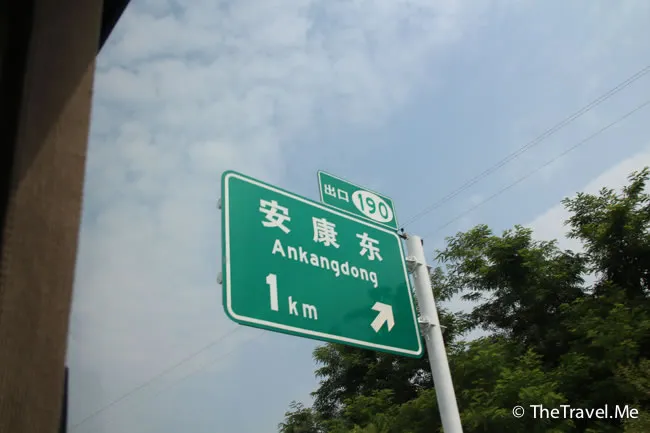 出口 190
安康东
Ankangdong
1 km
© TheTravel.Me